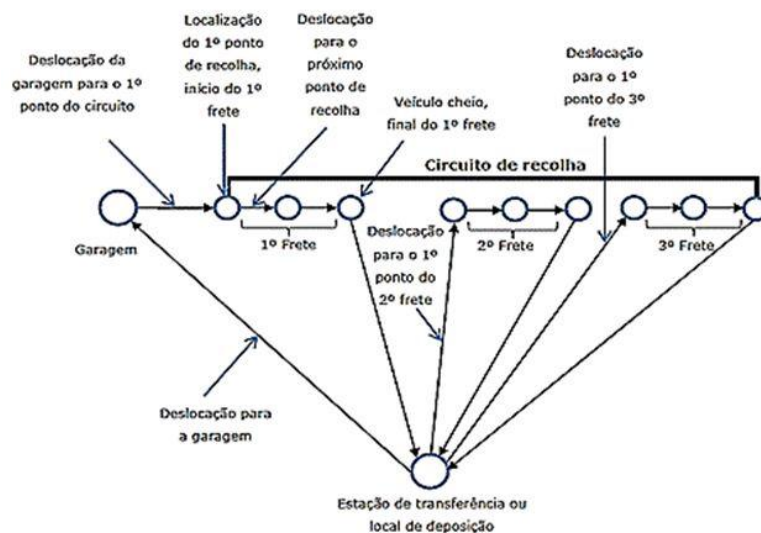 Deslocação da
garagem para o 1º
ponto do circuito
Localização
do 1º ponto
de recolha,
início do 1º
frete
Deslocação
para o
próximo
ponto de
recolha
Veículo cheio,
final do 1º frete
Deslocação
para o 1º
ponto do 3º
frete
Circuito de recolha
Garagem
1º Frete
Deslocação
para o 1º
ponto do
2º frete
2º Frete
3º Frete
Deslocação para
a garagem
Estação de transferência ou
local de deposição